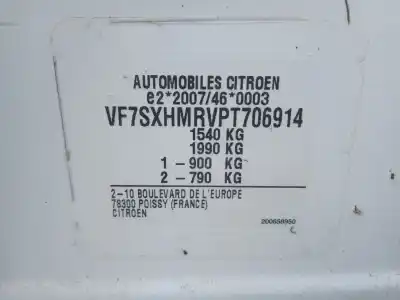 AUTOMOBILES CITROEN
e2*2007/46*0003
VF7SXHMRVPT706914
1540 KG
1990 KG
1 - 900 KG
2 - 790 KG
2-10 BOULEVARD DE L'EUROPE
78300 POISSY (FRANCE)
CITROEN